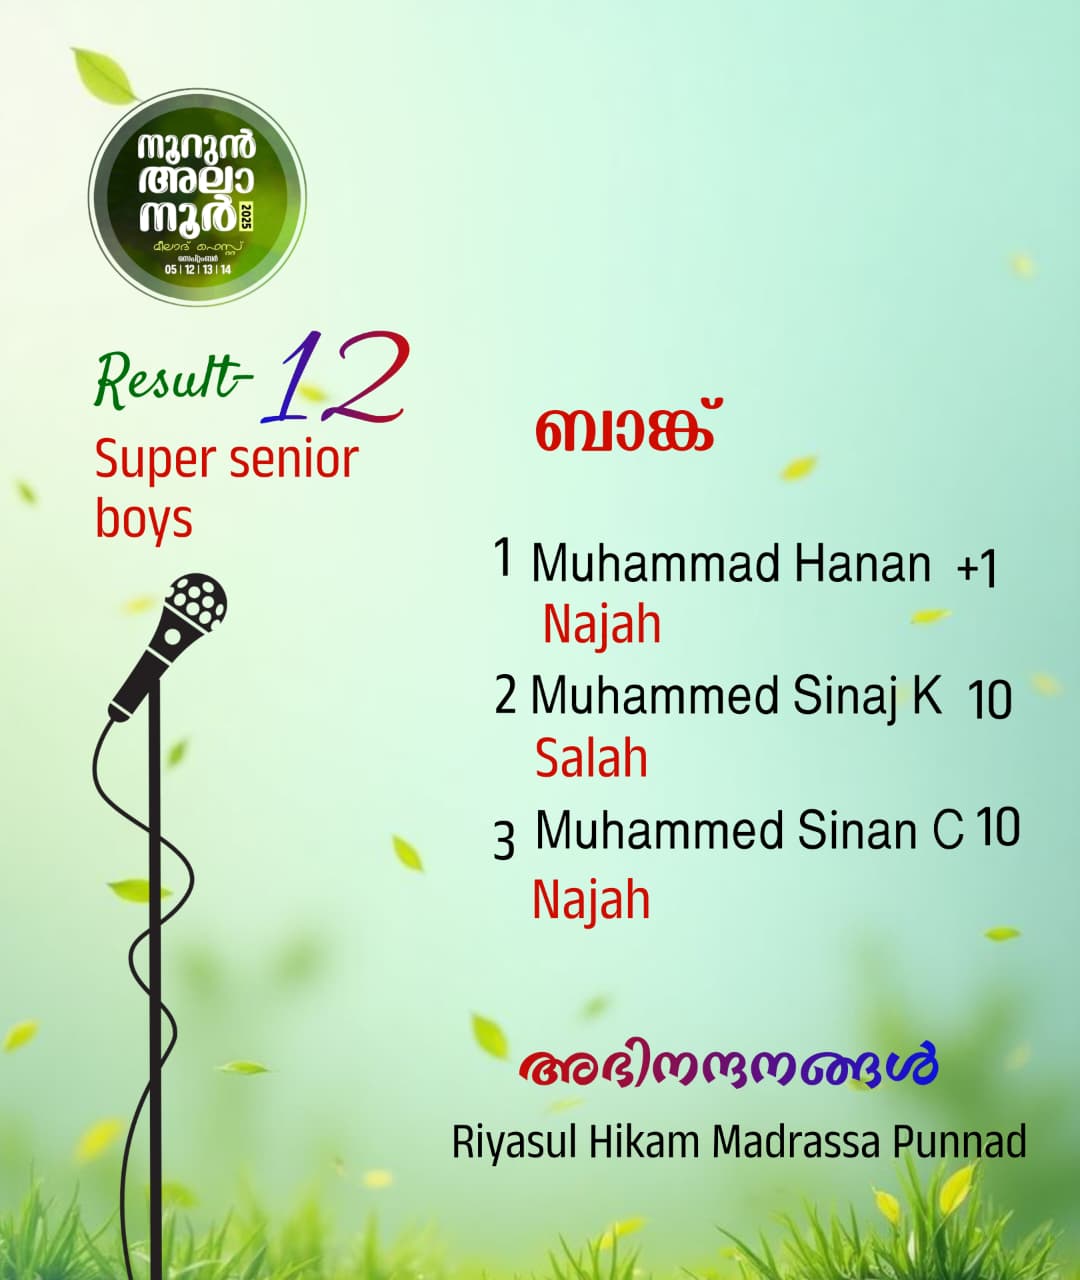 നൂറുൻ
അലാ
നൂർ 2025
മീലാദ് ഫെസ്റ്റ്
സെപ്റ്റംബർ
05 | 12 | 13 | 14
Result-12
Super senior
boys
ബാങ്ക്
1 Muhammad Hanan +1
Najah
2 Muhammed Sinaj K 10
Salah
3 Muhammed Sinan C 10
Najah
അഭിനന്ദനങ്ങൾ
Riyasul Hikam Madrassa Punnad